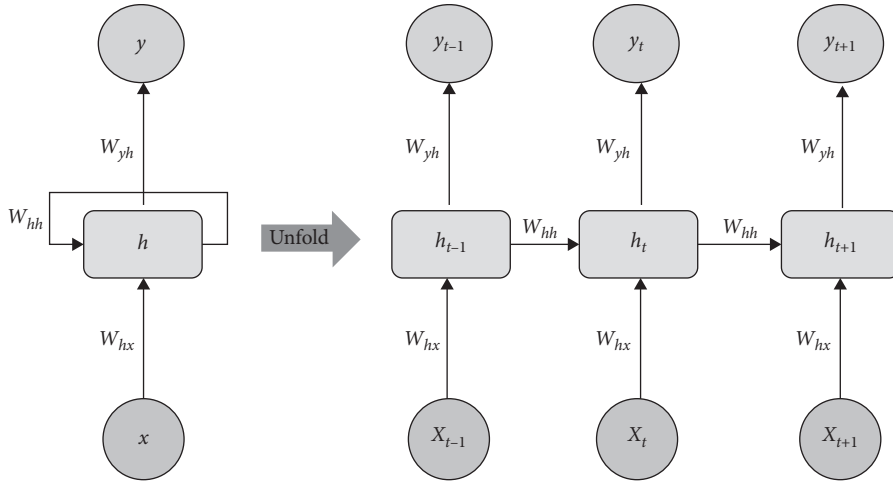 y
y_{t–1}
y_t
y_{t+1}
W_{yh}
W_{yh}
W_{yh}
W_{yh}
W_{hh}
h
Unfold
h_{t–1}
W_{hh}
h_t
W_{hh}
h_{t+1}
W_{hx}
W_{hx}
W_{hx}
W_{hx}
x
X_{t–1}
X_t
X_{t+1}